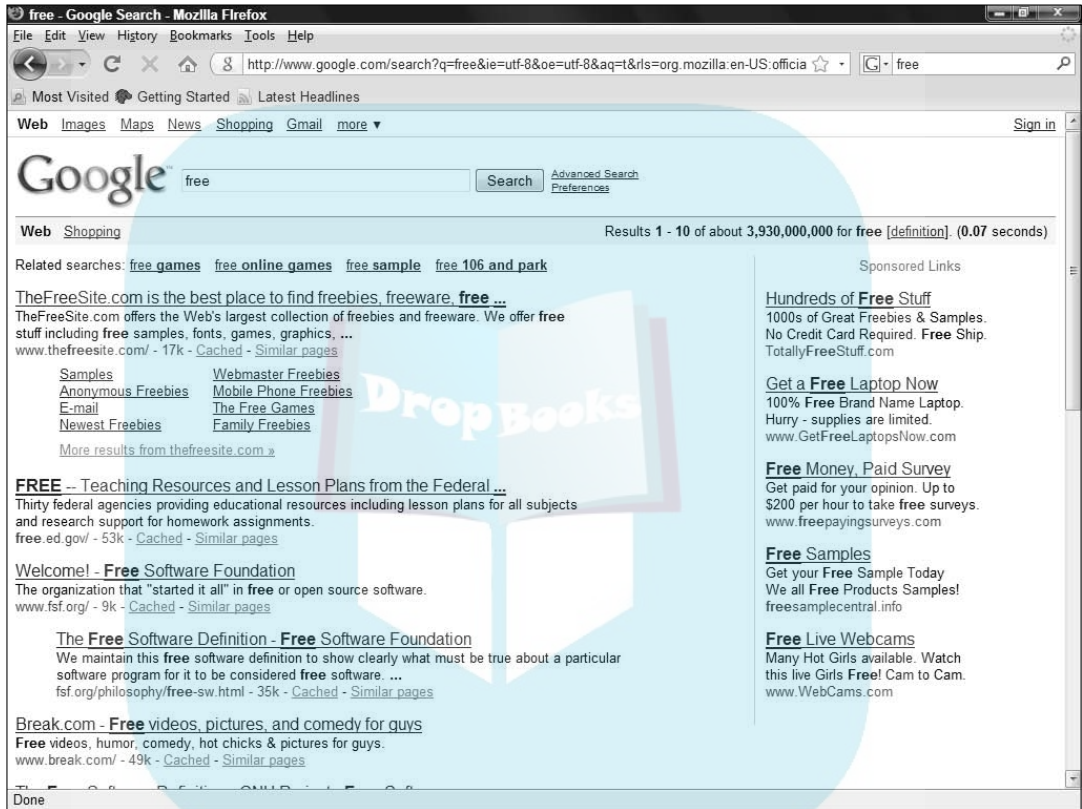 free - Google Search - Mozilla Firefox
File Edit View History Bookmarks Tools Help
http://www.google.com/search?q=free&ie=utf-8&oe=utf-8&aq=t&rls=org.mozilla:en-US:officia
G free
Most Visited Getting Started Latest Headlines
Web Images Maps News Shopping Gmail more ▼
Sign in
Google™
free
Search
Advanced Search
Preferences
Web Shopping
Results 1 - 10 of about 3,930,000,000 for free [definition]. (0.07 seconds)
Related searches: free games free online games free sample free 106 and park
TheFreeSite.com is the best place to find freebies, freeware, free ...
TheFreeSite.com offers the Web's largest collection of freebies and freeware. We offer free
stuff including free samples, fonts, games, graphics, ...
www.thefreesite.com/ - 17k - Cached - Similar pages
Samples Webmaster Freebies
Anonymous Freebies Mobile Phone Freebies
E-mail The Free Games
Newest Freebies Family Freebies
More results from thefreesite.com »
FREE -- Teaching Resources and Lesson Plans from the Federal ...
Thirty federal agencies providing educational resources including lesson plans for all subjects
and research support for homework assignments.
free.ed.gov/ - 53k - Cached - Similar pages
Welcome! - Free Software Foundation
The organization that "started it all" in free or open source software.
www.fsf.org/ - 9k - Cached - Similar pages
The Free Software Definition - Free Software Foundation
We maintain this free software definition to show clearly what must be true about a particular
software program for it to be considered free software. ...
fsf.org/philosophy/free-sw.html - 35k - Cached - Similar pages
Break.com - Free videos, pictures, and comedy for guys
Free videos, humor, comedy, hot chicks & pictures for guys.
www.break.com/ - 49k - Cached - Similar pages
Sponsored Links
Hundreds of Free Stuff
1000s of Great Freebies & Samples.
No Credit Card Required. Free Ship.
TotallyFreeStuff.com
Get a Free Laptop Now
100% Free Brand Name Laptop.
Hurry - supplies are limited.
www.GetFreeLaptopsNow.com
Free Money, Paid Survey
Get paid for your opinion. Up to
$200 per hour to take free surveys.
www.freepayingsurveys.com
Free Samples
Get your Free Sample Today
We all Free Products Samples!
freesamplecentral.info
Free Live Webcams
Many Hot Girls available. Watch
this live Girls Free! Cam to Cam.
www.WebCams.com
Drop Books
Done